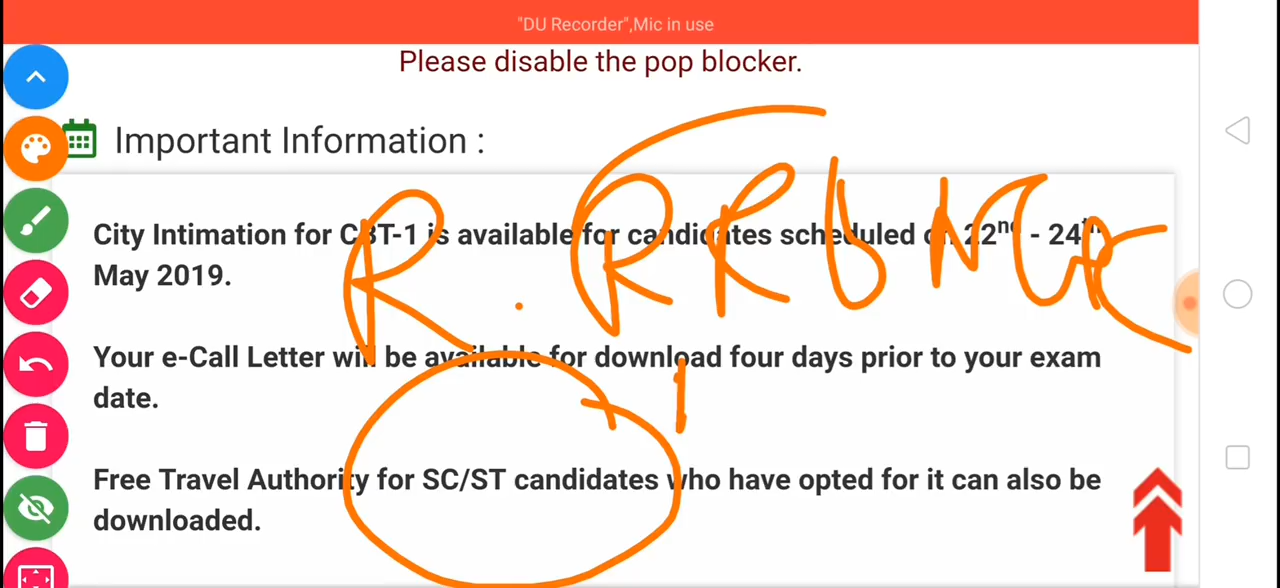 "DU Recorder",Mic in use
Please disable the pop blocker.
Important Information :
City Intimation for CBT-1 is available for candidates scheduled on 22nd - 24th
May 2019.
Your e-Call Letter will be available for download four days prior to your exam
date.
Free Travel Authority for SC/ST candidates who have opted for it can also be
downloaded.